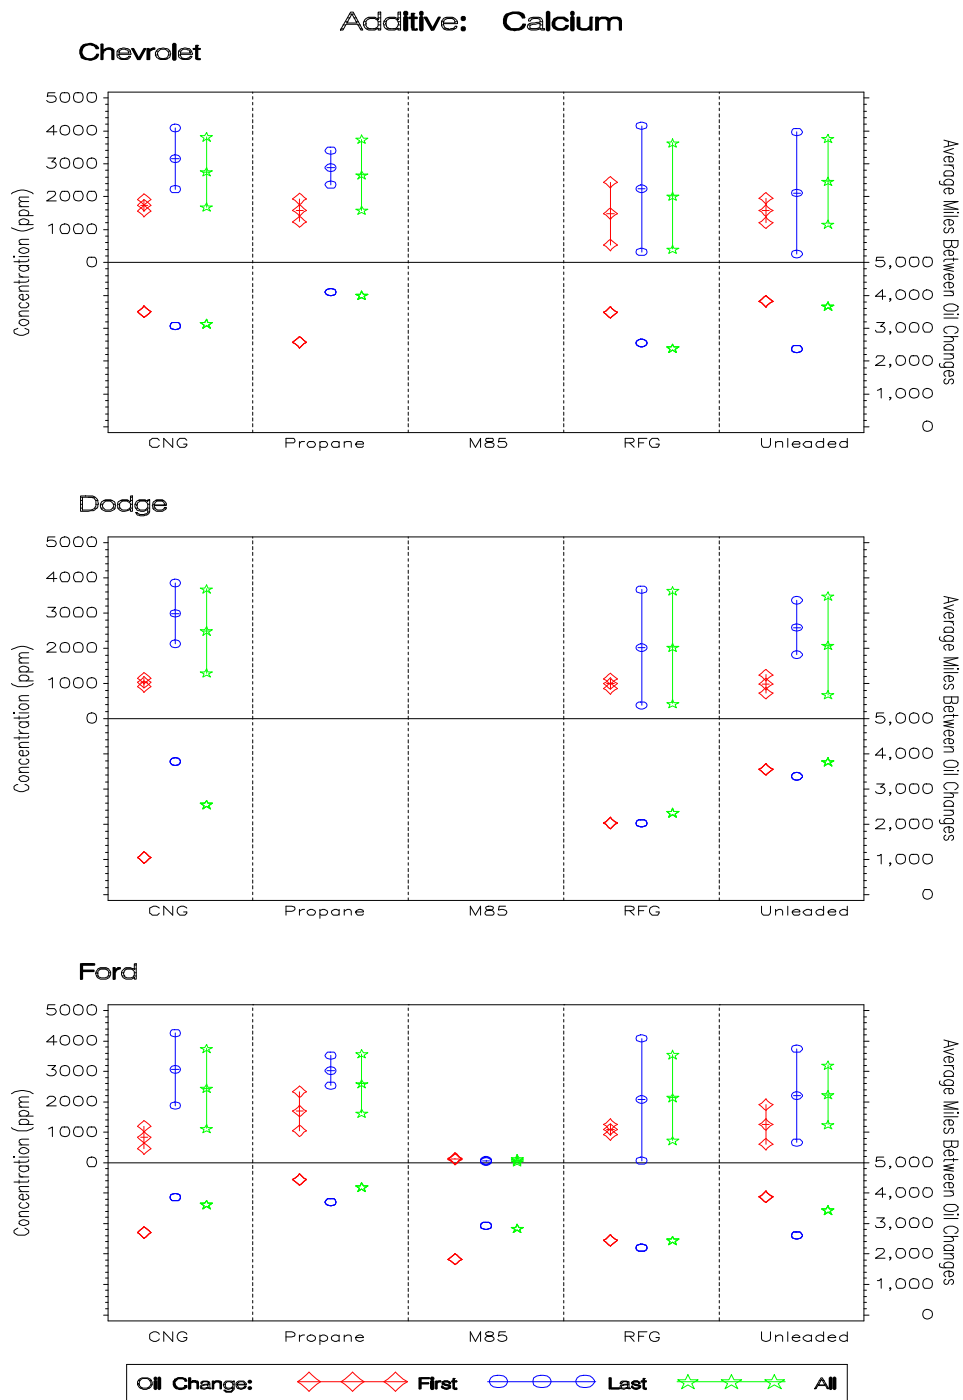 Additive: Calcium
Chevrolet
5000
4000
3000
2000
1000
0
Concentration (ppm)
5,000
4,000
3,000
2,000
1,000
0
Average Miles Between Oil Changes
CNG Propane M85 RFG Unleaded
Dodge
5000
4000
3000
2000
1000
0
Concentration (ppm)
5,000
4,000
3,000
2,000
1,000
0
Average Miles Between Oil Changes
CNG Propane M85 RFG Unleaded
Ford
5000
4000
3000
2000
1000
0
Concentration (ppm)
5,000
4,000
3,000
2,000
1,000
0
Average Miles Between Oil Changes
CNG Propane M85 RFG Unleaded
Oil Change: First Last All